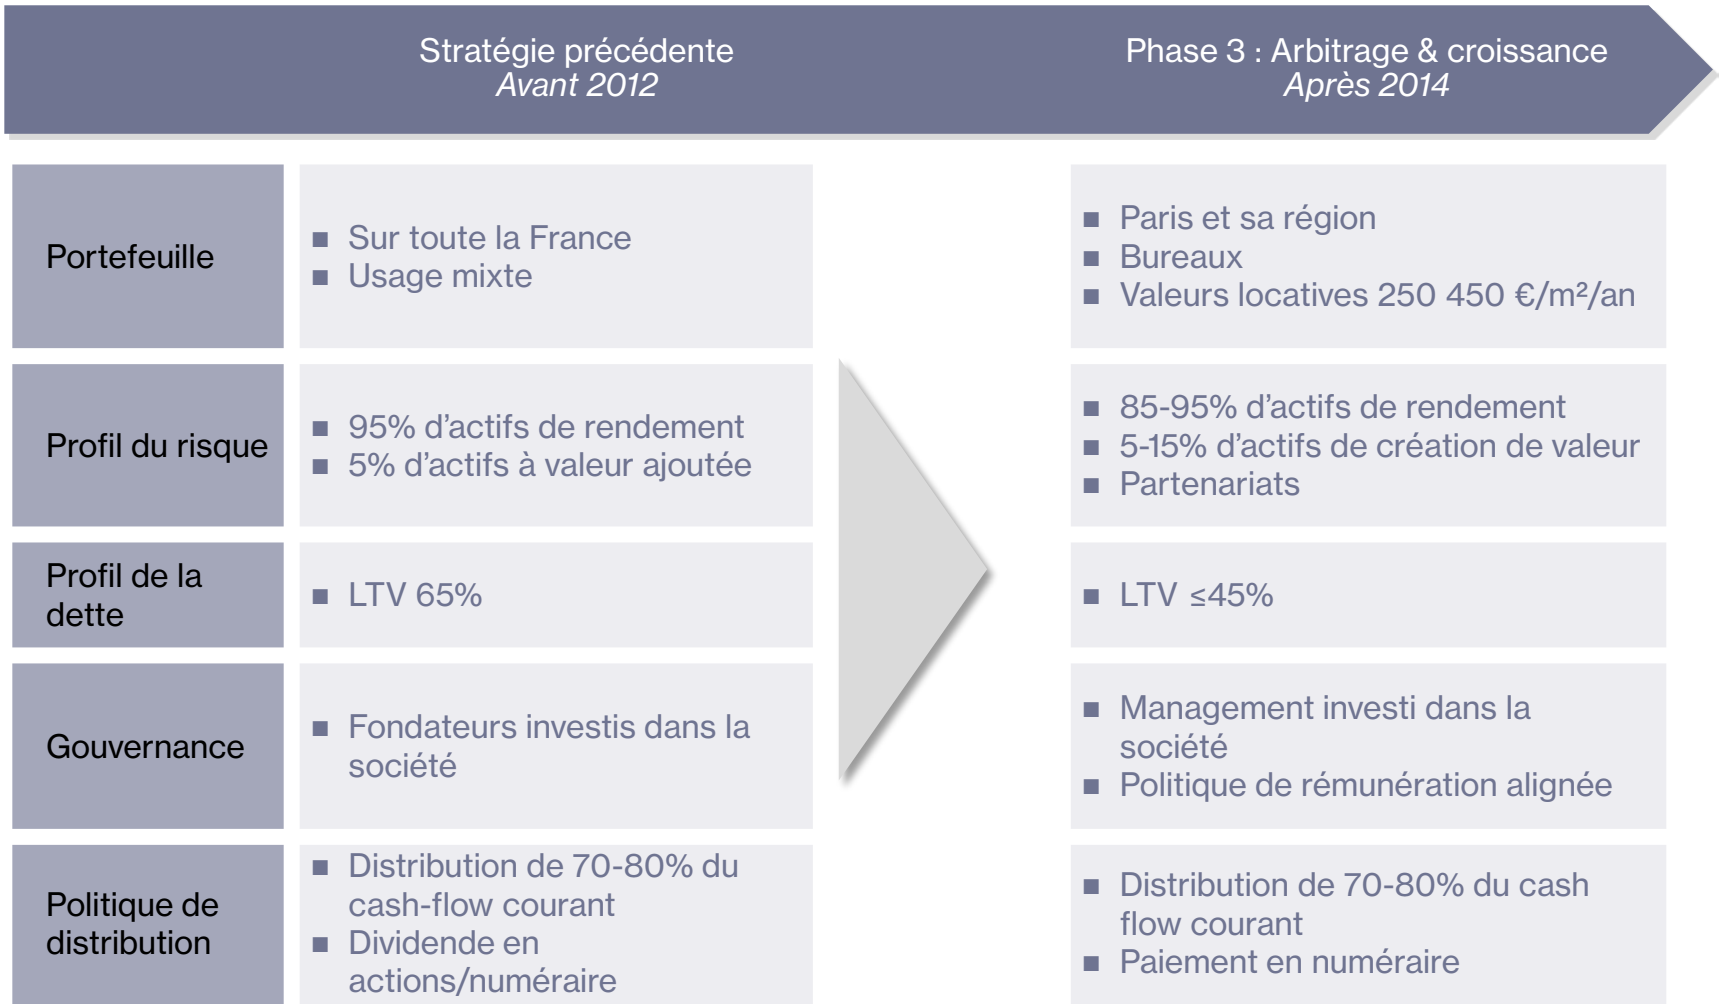 Stratégie précédente
Avant 2012
Phase 3 : Arbitrage & croissance
Après 2014
Portefeuille
■ Sur toute la France
■ Usage mixte
■ Paris et sa région
■ Bureaux
■ Valeurs locatives 250 450 €/m²/an
Profil du risque
■ 95% d’actifs de rendement
■ 5% d’actifs à valeur ajoutée
■ 85-95% d’actifs de rendement
■ 5-15% d’actifs de création de valeur
■ Partenariats
Profil de la
dette
■ LTV 65%
■ LTV ≤45%
Gouvernance
■ Fondateurs investis dans la
société
■ Management investi dans la
société
■ Politique de rémunération alignée
Politique de
distribution
■ Distribution de 70-80% du
cash-flow courant
■ Dividende en
actions/numéraire
■ Distribution de 70-80% du cash
flow courant
■ Paiement en numéraire